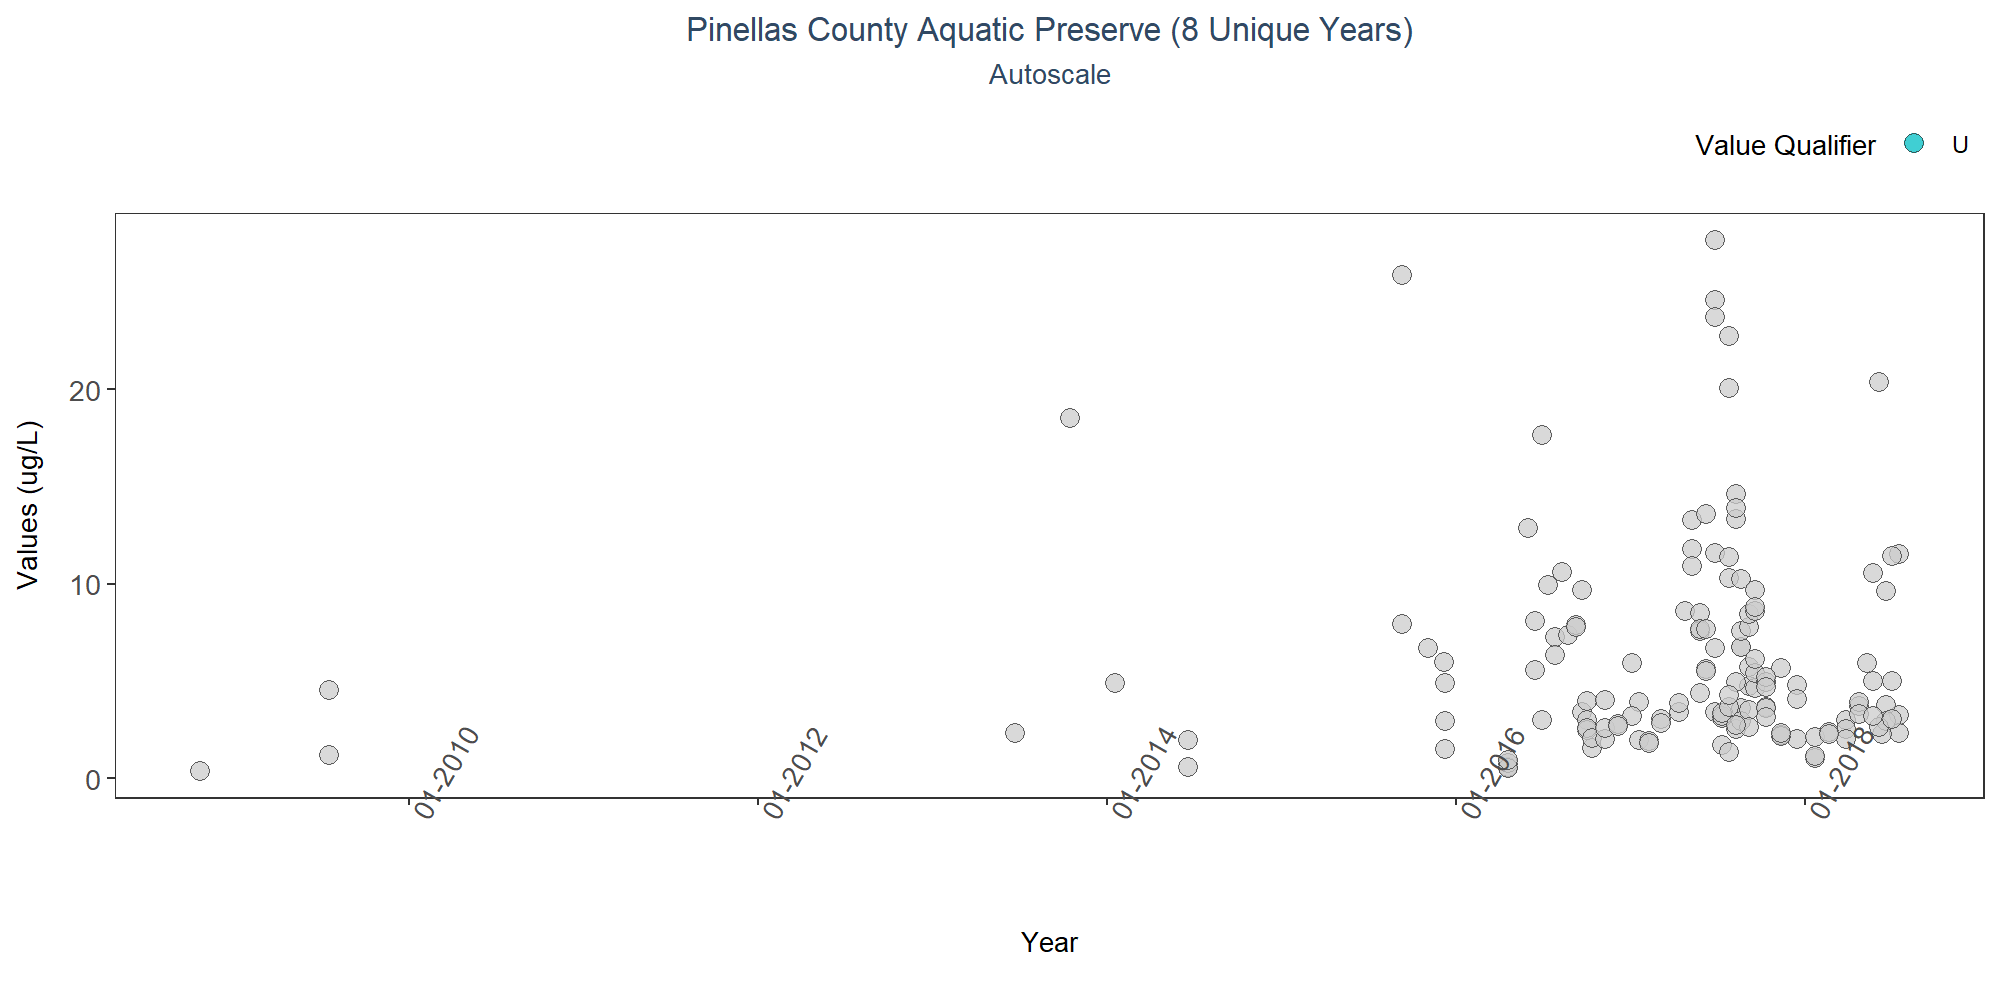 Pinellas County Aquatic Preserve (8 Unique Years)
Autoscale
Value Qualifier U
Values (ug/L)
20
10
0
01-2010 01-2012 01-2014 01-2016 01-2018
Year